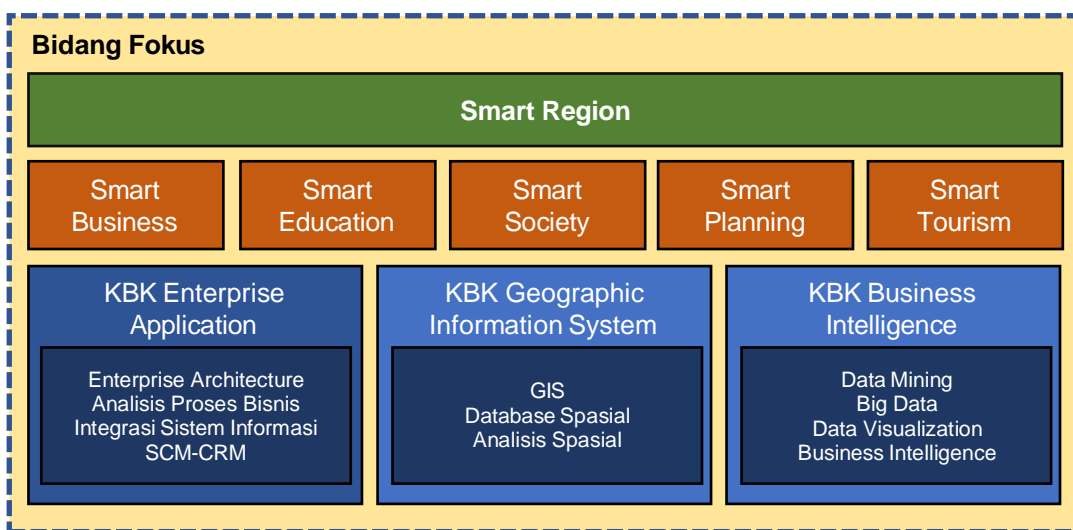 Bidang Fokus
Smart Region
Smart
Business
Smart
Education
Smart
Society
Smart
Planning
Smart
Tourism
KBK Enterprise
Application
Enterprise Architecture
Analisis Proses Bisnis
Integrasi Sistem Informasi
SCM-CRM
KBK Geographic
Information System
GIS
Database Spasial
Analisis Spasial
KBK Business
Intelligence
Data Mining
Big Data
Data Visualization
Business Intelligence